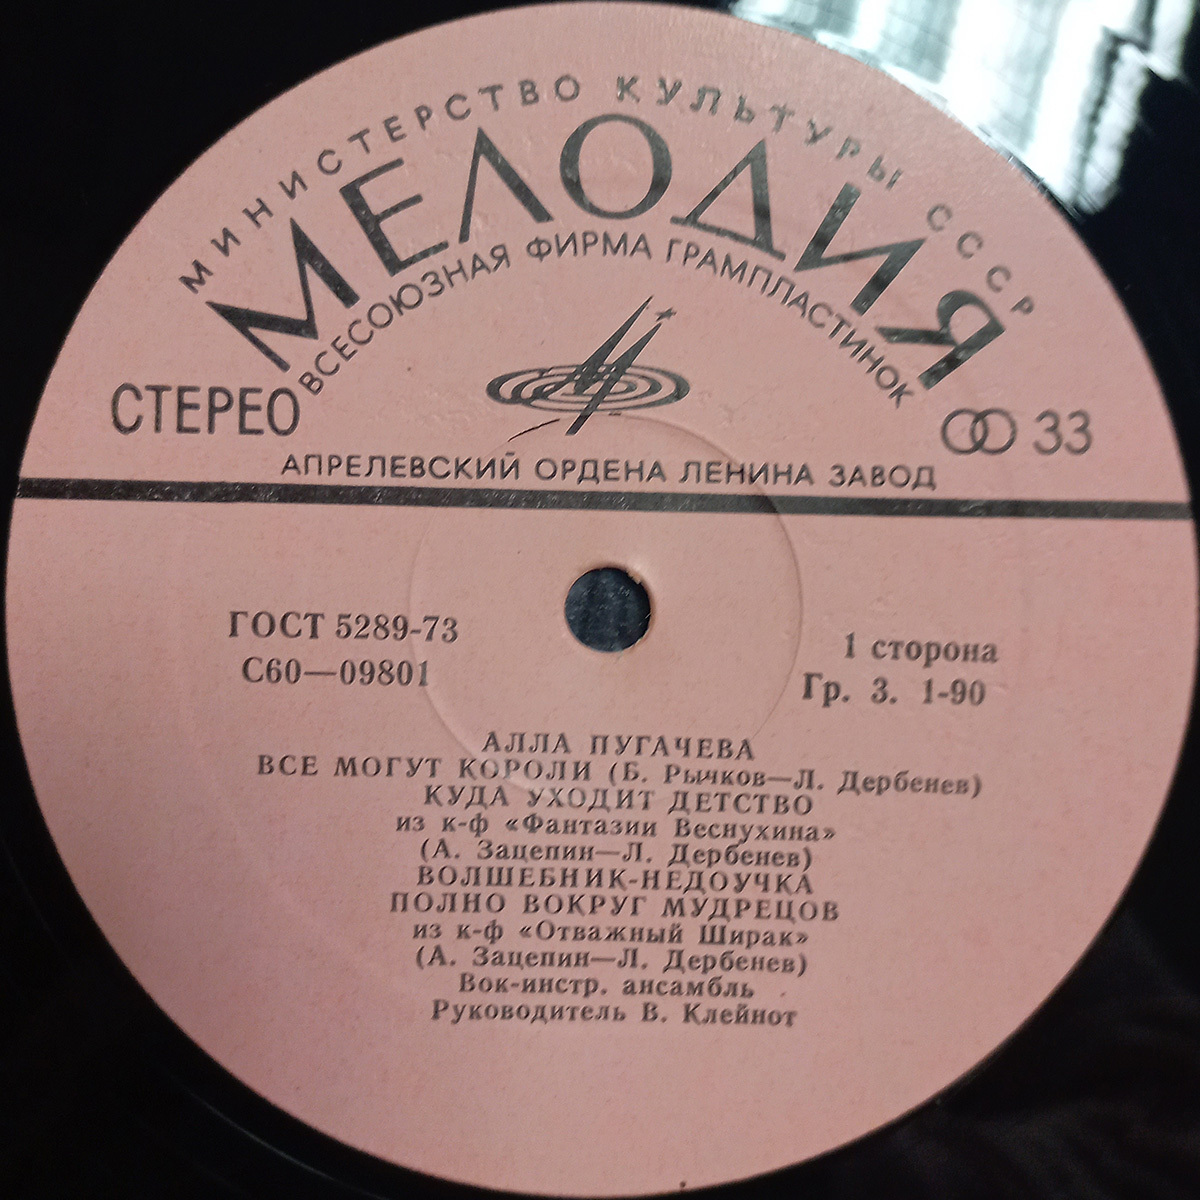 МИНИСТЕРСТВО КУЛЬТУРЫ СССР
МЕЛОДИЯ
ВСЕСОЮЗНАЯ ФИРМА ГРАМПЛАСТИНОК
СТЕРЕО
33
АПРЕЛЕВСКИЙ ОРДЕНА ЛЕНИНА ЗАВОД
ГОСТ 5289-73
С60—09801
1 сторона
Гр. 3. 1-90
АЛЛА ПУГАЧЕВА
ВСЕ МОГУТ КОРОЛИ (Б. Рычков—Л. Дербенев)
КУДА УХОДИТ ДЕТСТВО
из к-ф «Фантазии Веснухина»
(А. Зацепин—Л. Дербенев)
ВОЛШЕБНИК-НЕДОУЧКА
ПОЛНО ВОКРУГ МУДРЕЦОВ
из к-ф «Отважный Ширак»
(А. Зацепин—Л. Дербенев)
Вок-инстр. ансамбль
Руководитель В. Клейнот